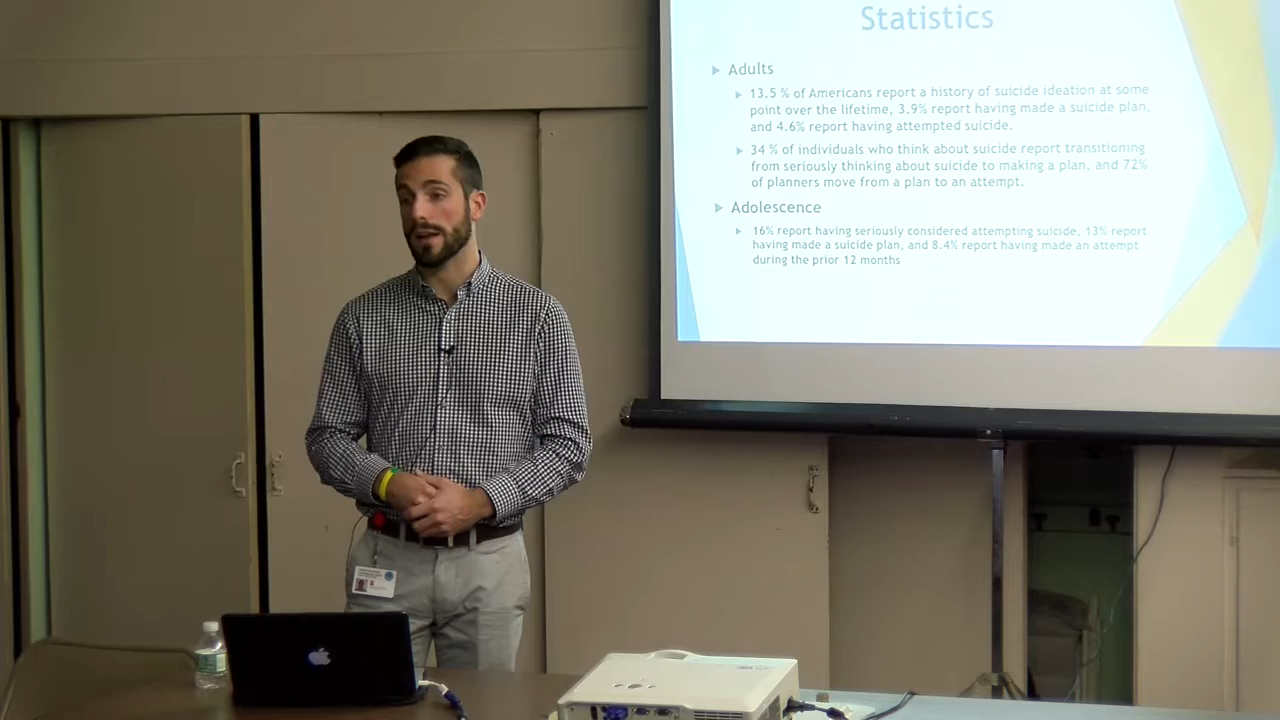 Statistics
Adults
13.5 % of Americans report a history of suicide ideation at some
point over the lifetime, 3.9% report having made a suicide plan,
and 4.6% report having attempted suicide.
34 % of individuals who think about suicide report transitioning
from seriously thinking about suicide to making a plan, and 72%
of planners move from a plan to an attempt.
Adolescence
16% report having seriously considered attempting suicide, 13% report
having made a suicide plan, and 8.4% report having made an attempt
during the prior 12 months